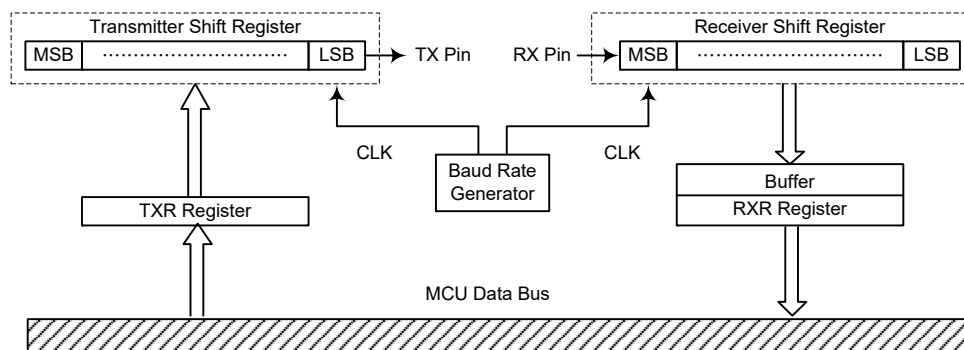 Transmitter Shift Register
Receiver Shift Register
MSB ........................... LSB
TX Pin
RX Pin
MSB ........................... LSB
CLK
CLK
Baud Rate
Generator
TXR Register
Buffer
RXR Register
MCU Data Bus